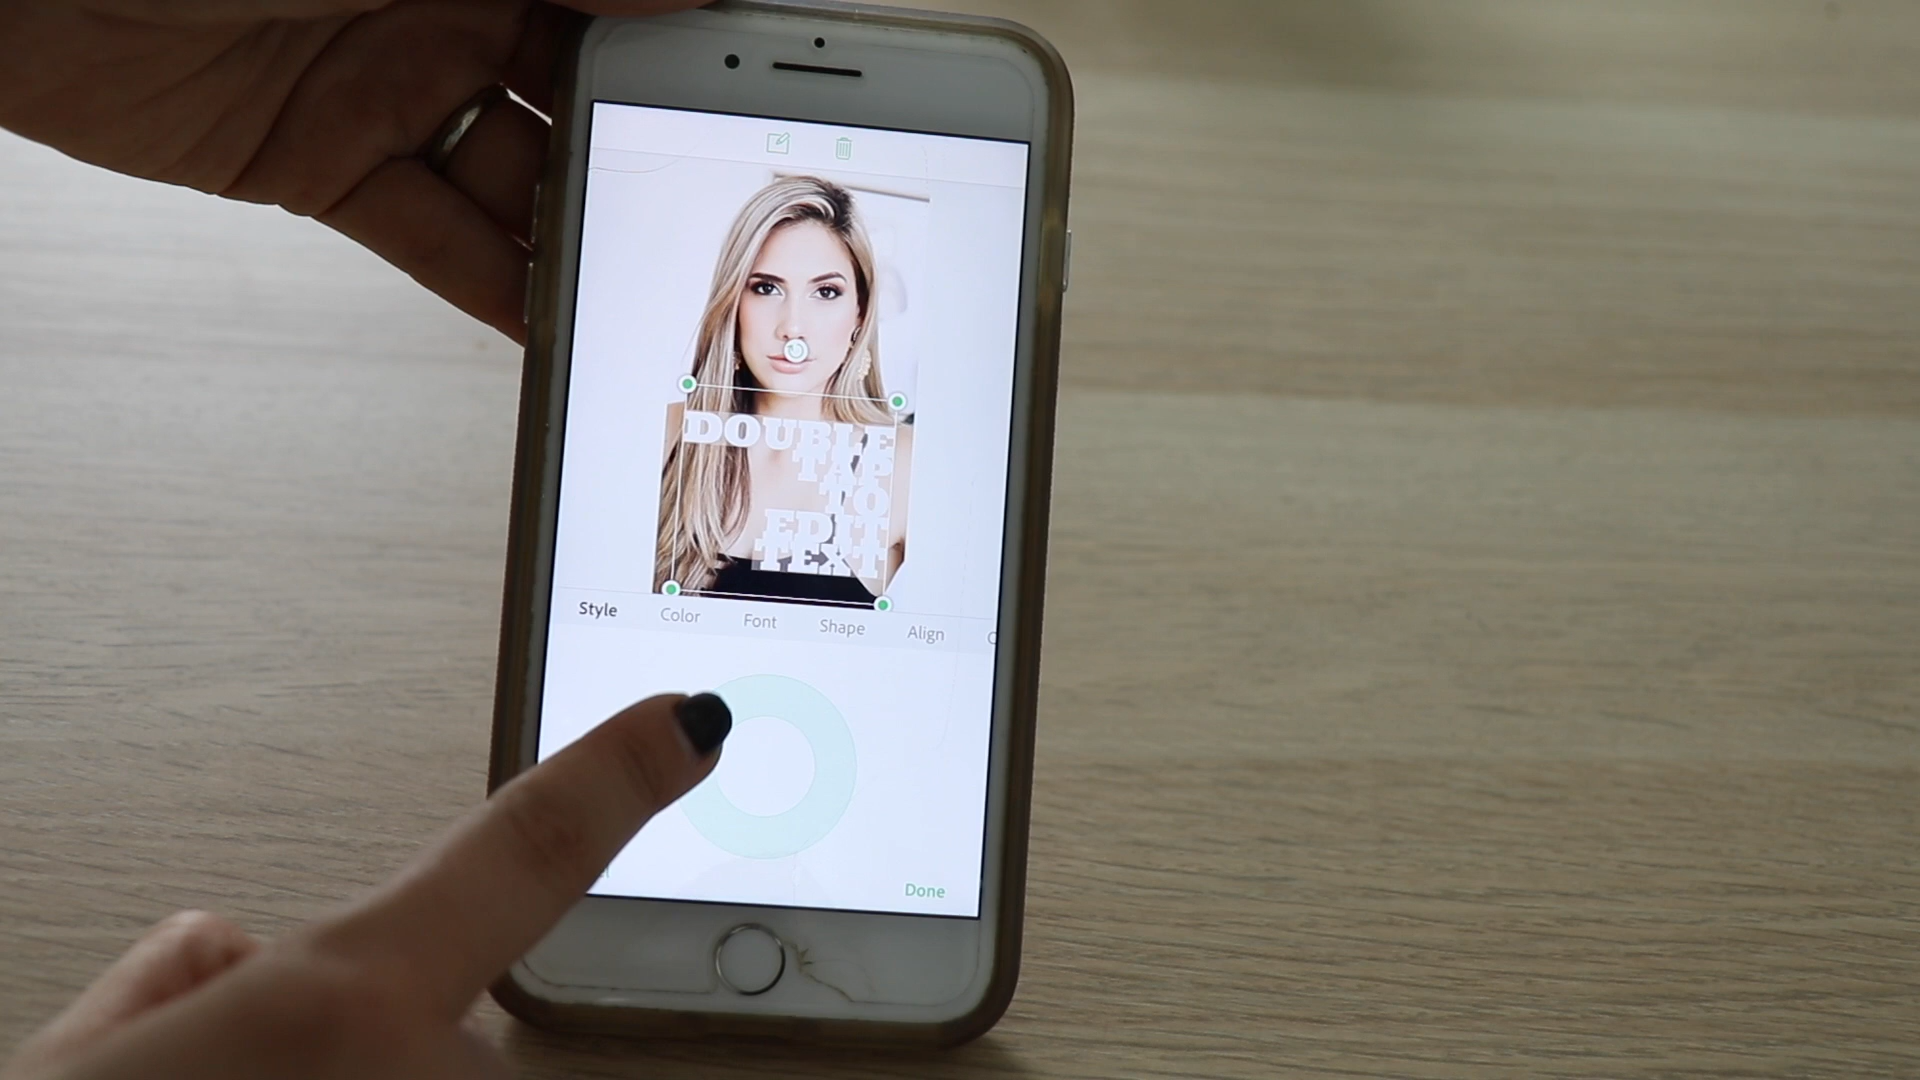 DOUBLE
TAP
TO
EDIT
TEXT
Style Color Font Shape Align
Done